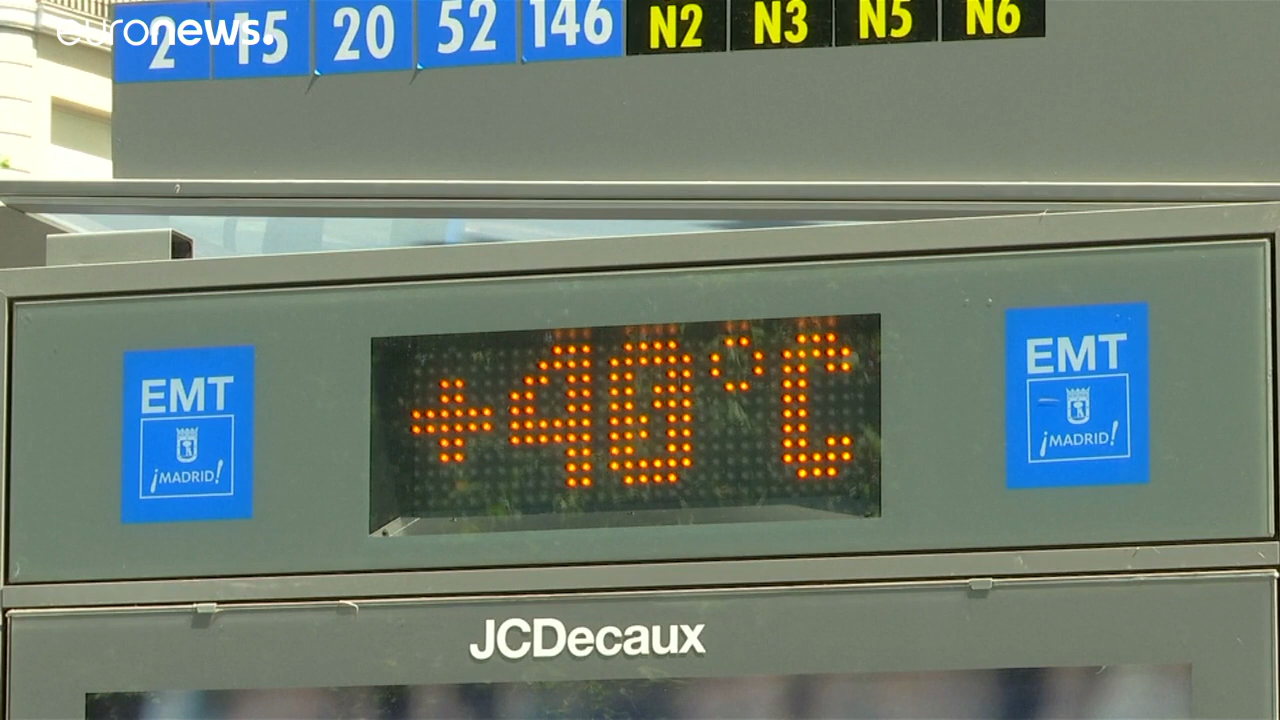 euronews.
2 15 20 52 146 N2 N3 N5 N6
+40°C
EMT
¡MADRID!
EMT
¡MADRID!
JCDecaux